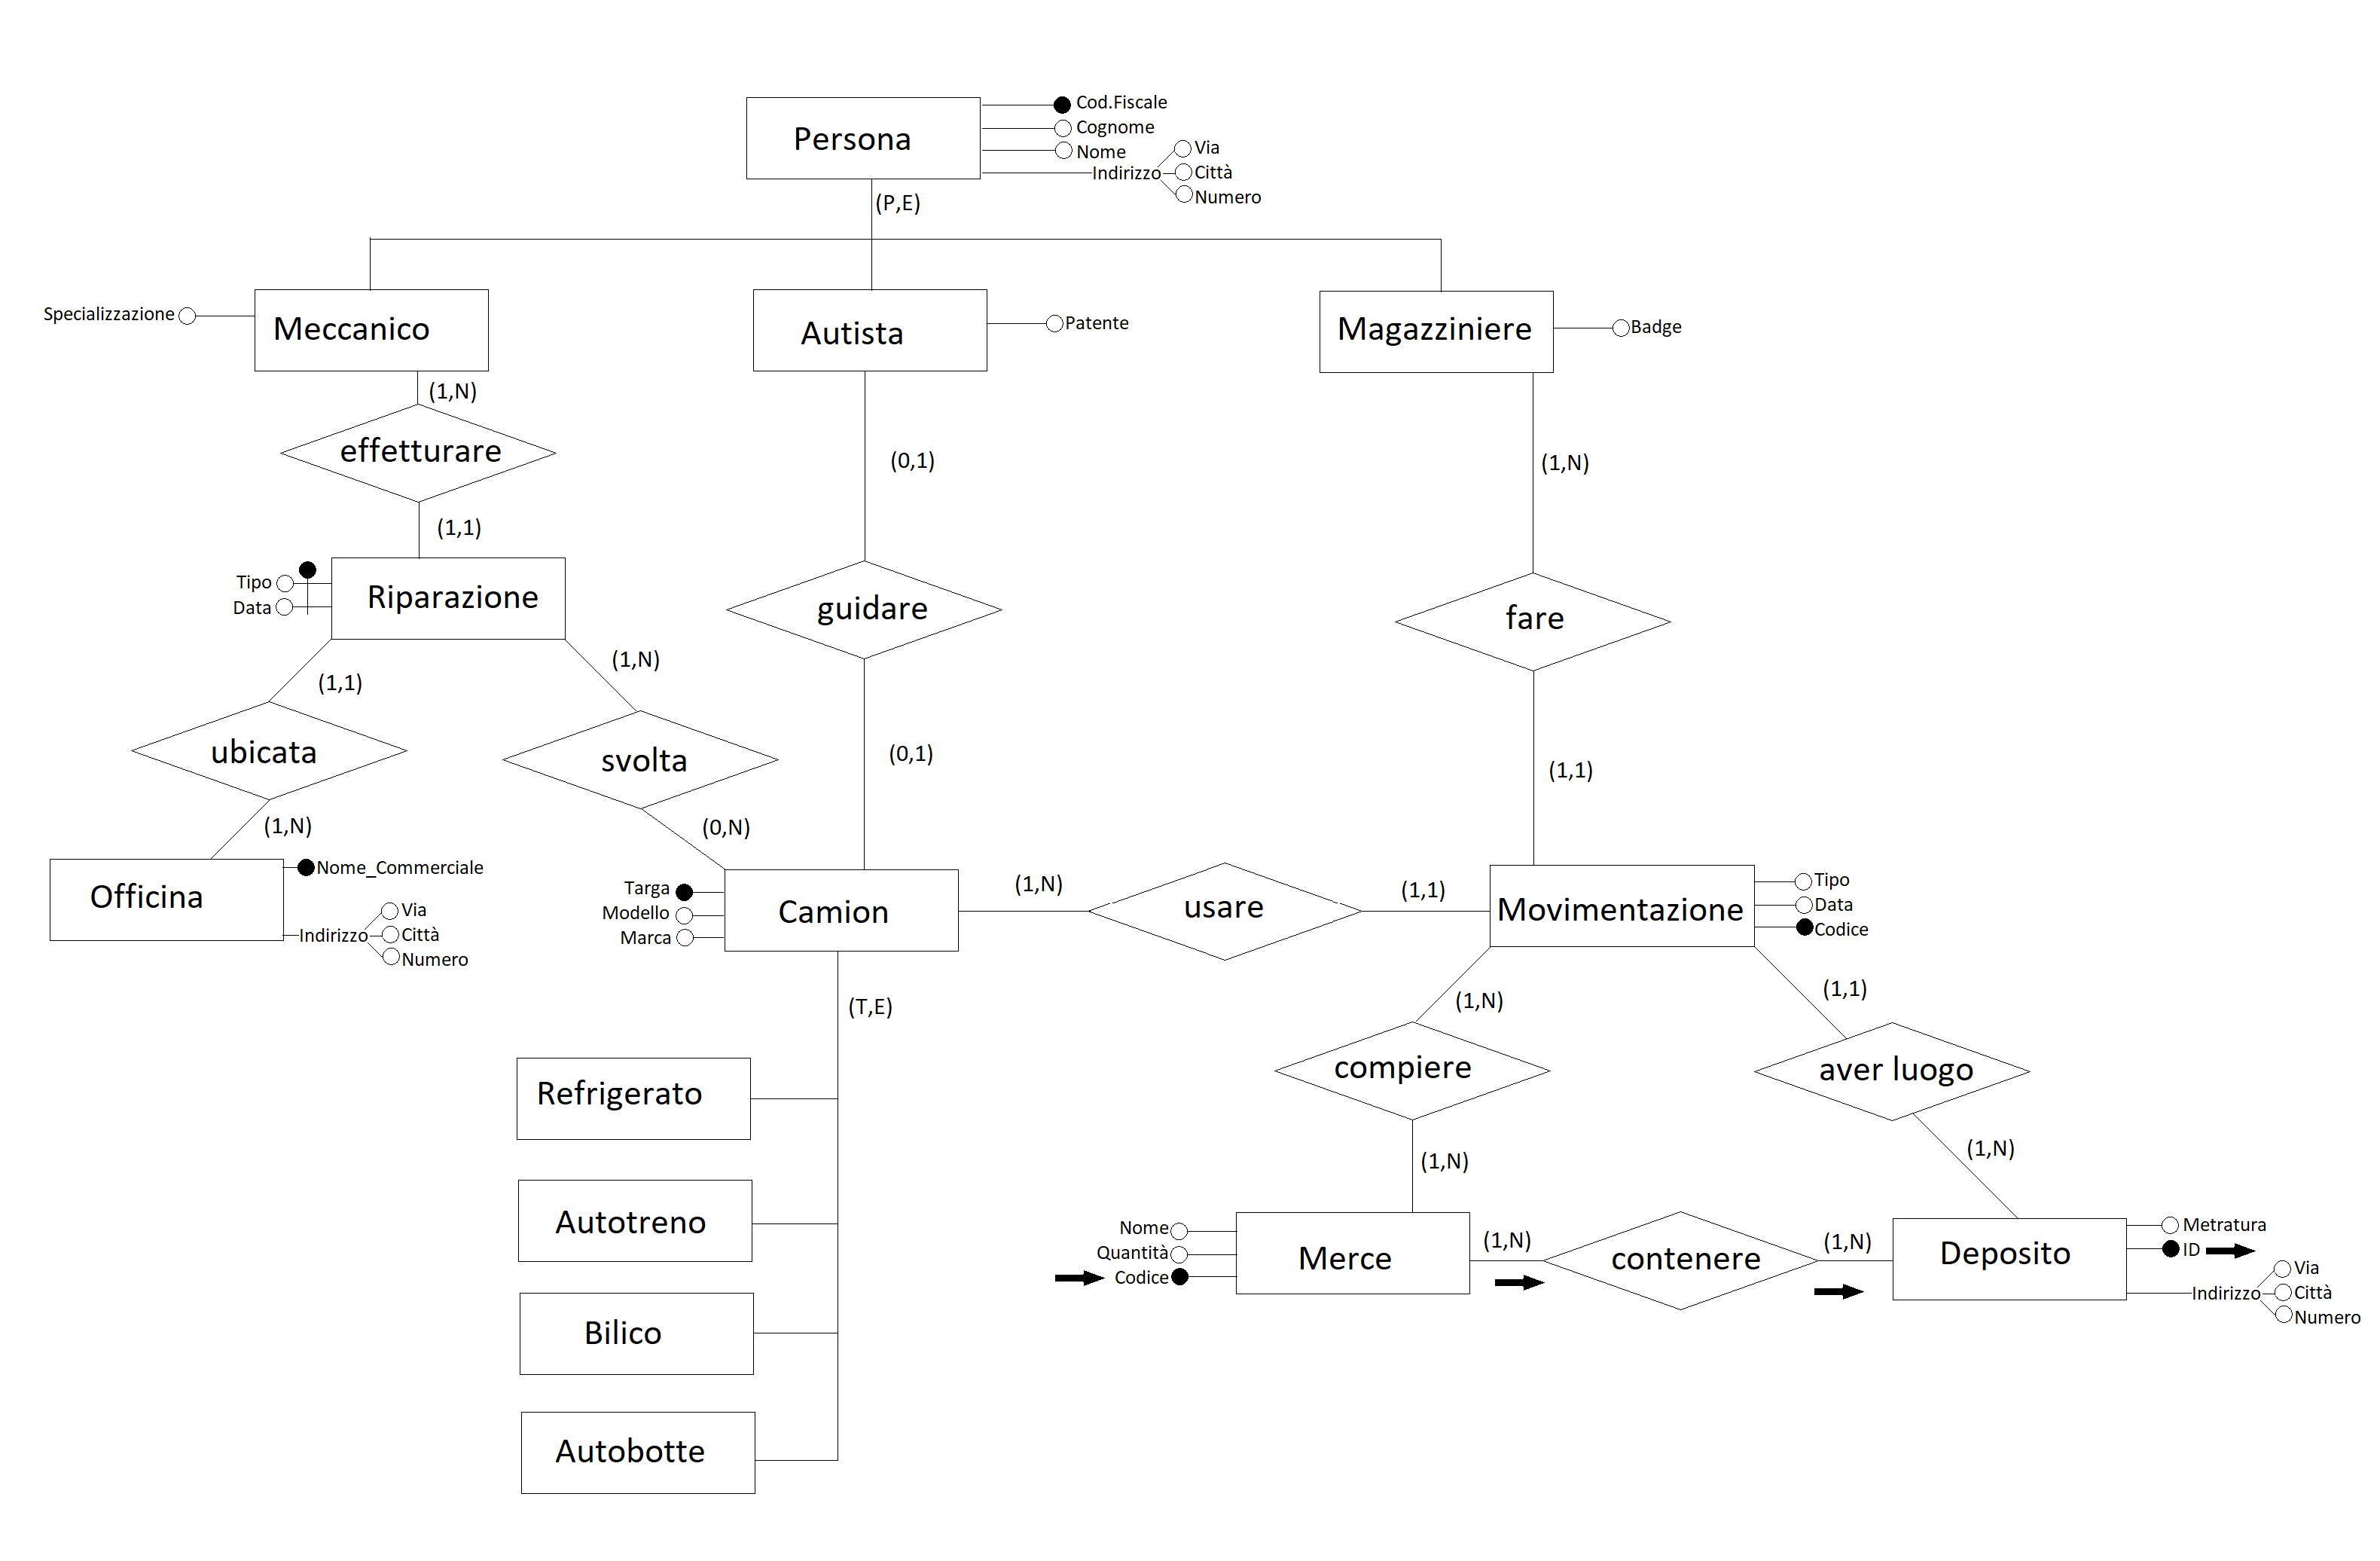 Persona
Cod.Fiscale
Cognome
Nome
Indirizzo
Via
Città
Numero
(P,E)
Specializzazione
Meccanico
Autista
Patente
Magazziniere
Badge
(1,N)
effetturare
(1,1)
(0,1)
(1,N)
Tipo
Data
Riparazione
guidare
fare
(1,1)
(1,N)
ubicata
svolta
(0,1)
(1,1)
(1,N)
(0,N)
Officina
Nome_Commerciale
Indirizzo
Via
Città
Numero
Targa
Modello
Marca
Camion
(1,N)
usare
(1,1)
Movimentazione
Tipo
Data
Codice
(T,E)
(1,N)
(1,1)
Refrigerato
compiere
aver luogo
(1,N)
(1,N)
Autotreno
Nome
Quantità
Codice
Merce
(1,N)
contenere
(1,N)
Deposito
Metratura
ID
Indirizzo
Via
Città
Numero
Bilico
Autobotte